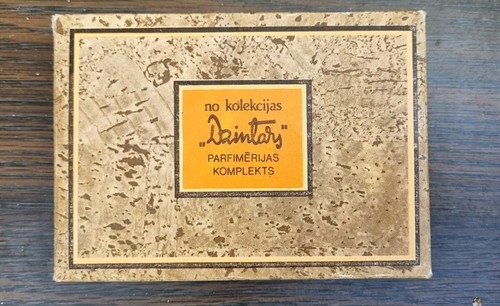 no kolekcijas
„Dzintars"
PARFIMĒRIJAS
KOMPLEKTS